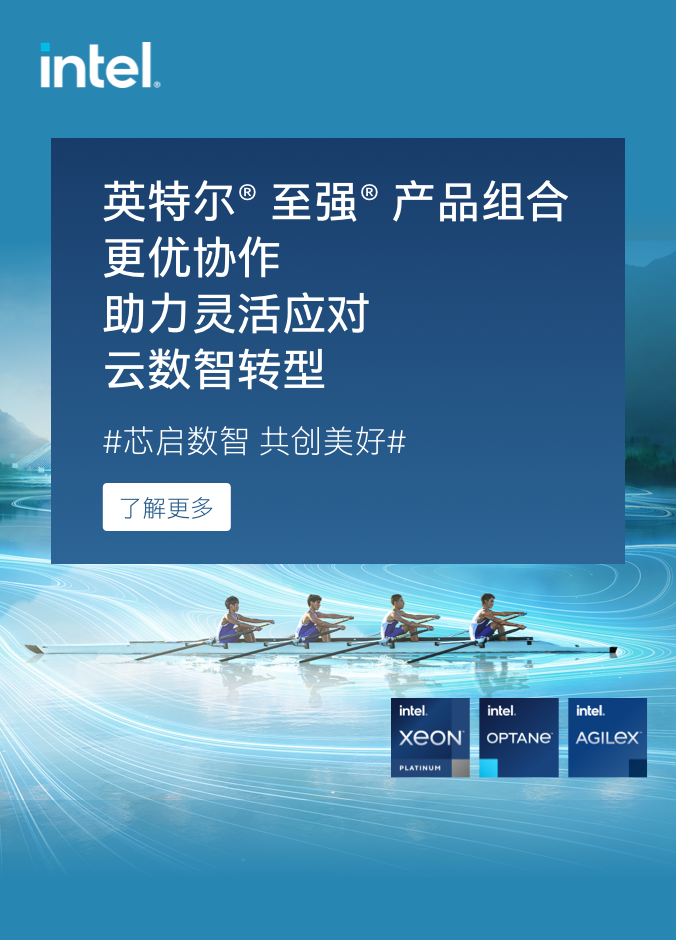 intel®
英特尔® 至强® 产品组合
更优协作
助力灵活应对
云数智转型
#芯启数智 共创美好#
了解更多
intel.
XEON®
PLATINUM
intel.
OPTANE™
intel.
AGILEX™